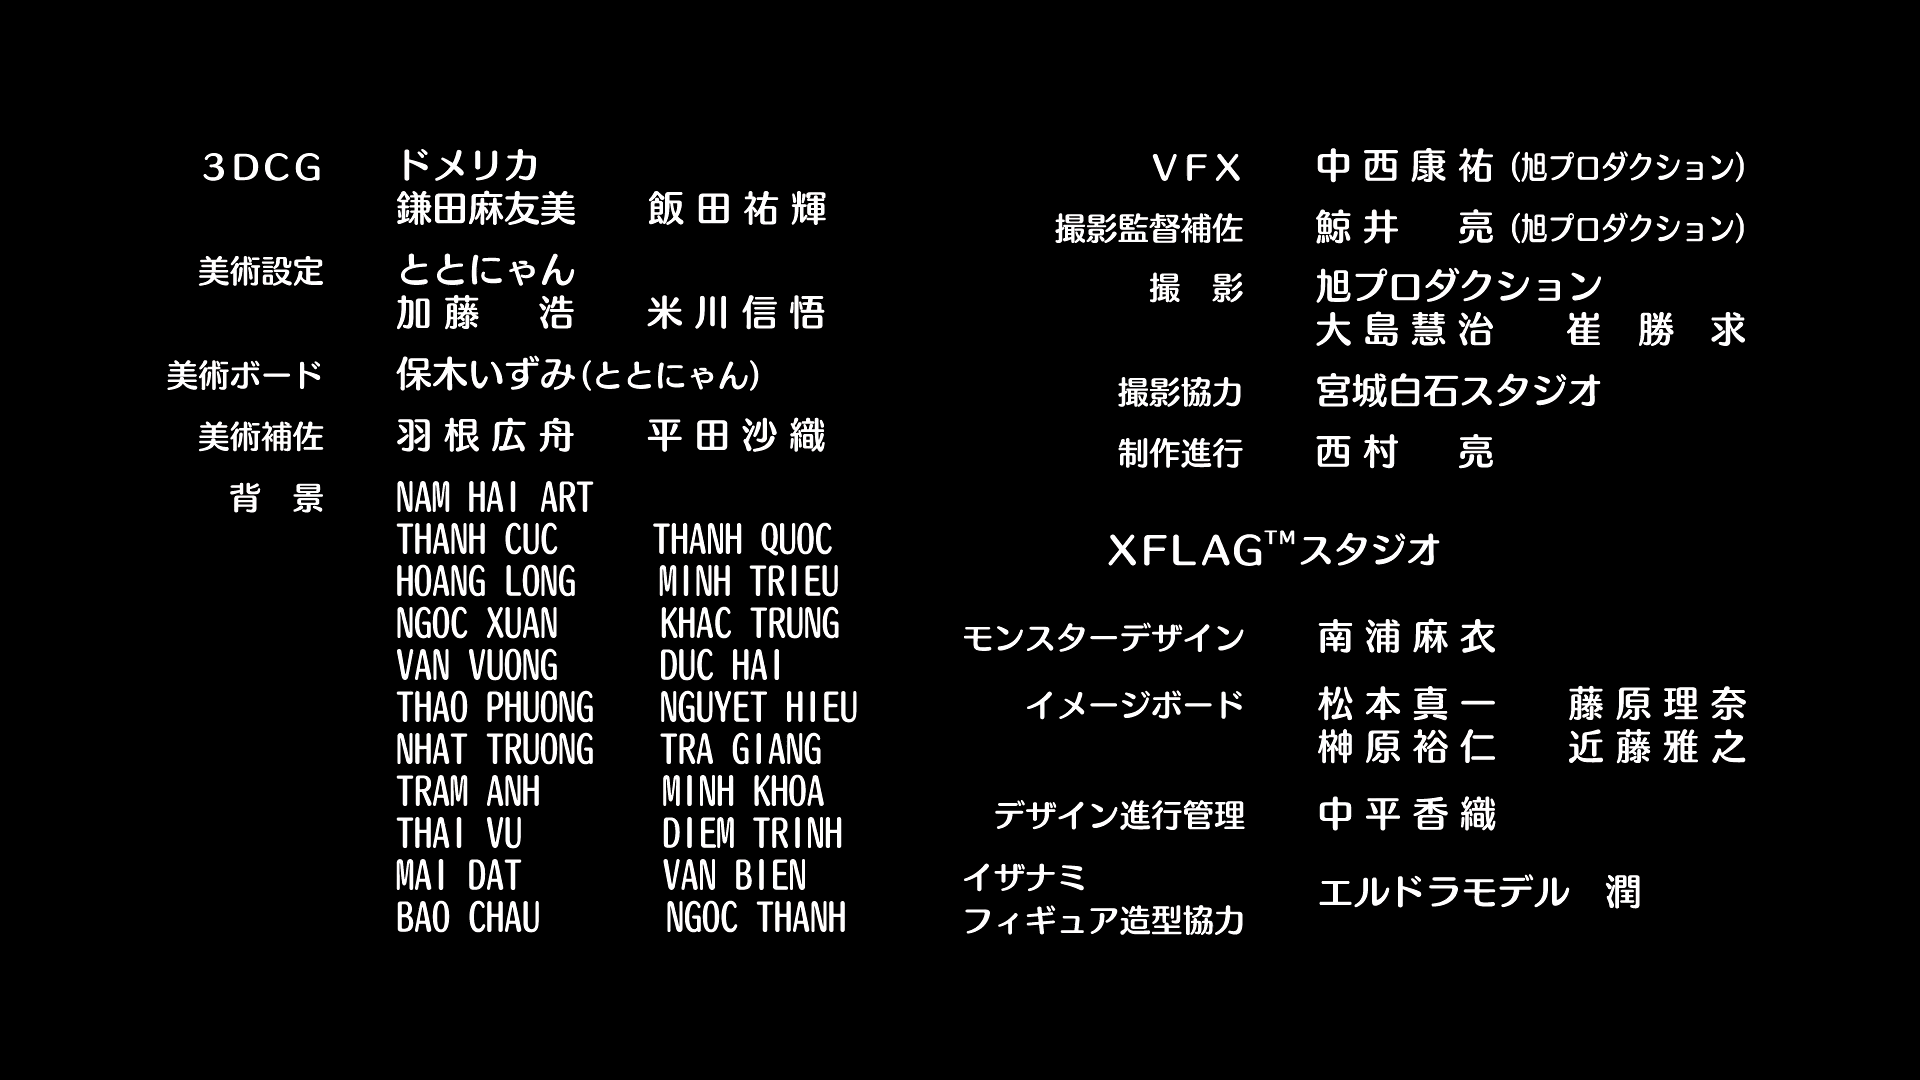 3DCG ドメリカ
鎌田麻友美 飯田祐輝
美術設定 ととにゃん
加藤 浩 米川信悟
美術ボード 保木いずみ(ととにゃん)
美術補佐 羽根広舟 平田沙織
背 景 NAM HAI ART
THANH CUC THANH QUOC
HOANG LONG MINH TRIEU
NGOC XUAN KHAC TRUNG
VAN VUONG DUC HAI
THAO PHUONG NGUYET HIEU
NHAT TRUONG TRA GIANG
TRAM ANH MINH KHOA
THAI VU DIEM TRINH
MAI DAT VAN BIEN
BAO CHAU NGOC THANH
VFX 中西康祐(旭プロダクション)
撮影監督補佐 鯨井 亮(旭プロダクション)
撮 影 旭プロダクション
大島慧治 崔 勝 求
撮影協力 宮城白石スタジオ
制作進行 西村 亮
XFLAG™スタジオ
モンスターデザイン 南浦麻衣
イメージボード 松本真一 藤原理奈
榊原裕仁 近藤雅之
デザイン進行管理 中平香織
イザナミ
フィギュア造型協力 エルドラモデル 潤